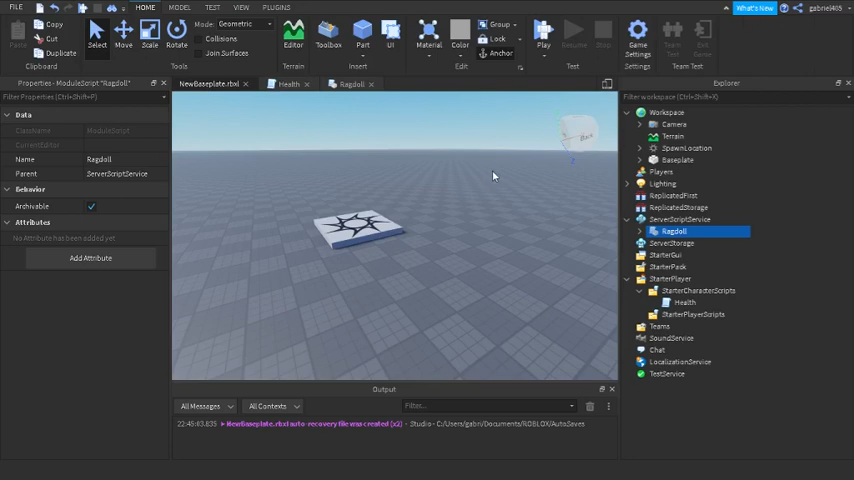 FILE HOME MODEL TEST VIEW PLUGINS What's New gabriel405
Paste Copy Cut Duplicate
Select Move Scale Rotate
Mode: Geometric
Collisions
Join Surfaces
Tools
Editor
Terrain
Toolbox Part UI
Insert
Material Color
Group
Lock
Anchor
Edit
Play Resume Stop
Test
Game Settings
Settings
Team Test Exit Game
Team Test
Properties - ModuleScript "Ragdoll"
Filter Properties (Ctrl+Shift+P)
Data
ClassName ModuleScript
CurrentEditor
Name Ragdoll
Parent ServerScriptService
Behavior
Archivable
Attributes
No Attribute has been added yet
Add Attribute
NewBaseplate.rbxl Health Ragdoll
Back
Z
Output
All Messages All Contexts Filter...
22:45:03.835 NewBaseplate.rbxl auto-recovery file was created (x2) - Studio - C:/Users/gabri/Documents/ROBLOX/AutoSaves
Explorer
Filter workspace (Ctrl+Shift+X)
Workspace
Camera
Terrain
SpawnLocation
Baseplate
Players
Lighting
ReplicatedFirst
ReplicatedStorage
ServerScriptService
Ragdoll
ServerStorage
StarterGui
StarterPack
StarterPlayer
StarterCharacterScripts
Health
StarterPlayerScripts
Teams
SoundService
Chat
LocalizationService
TestService